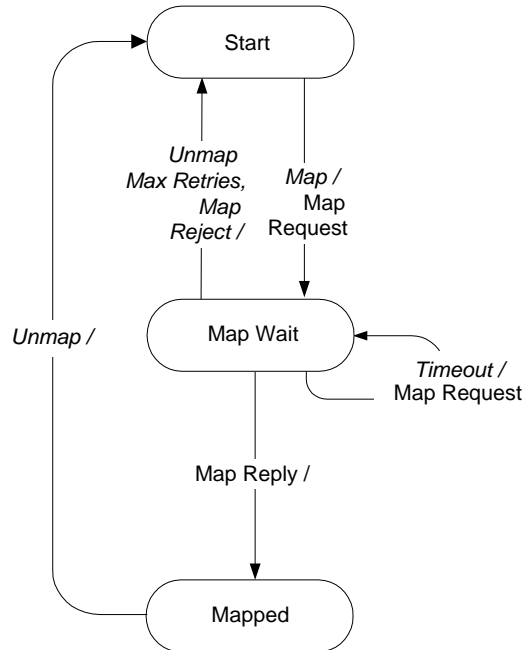 Start
Unmap
Max Retries,
Map
Reject /
Map /
Map
Request
Unmap /
Map Wait
Timeout /
Map Request
Map Reply /
Mapped